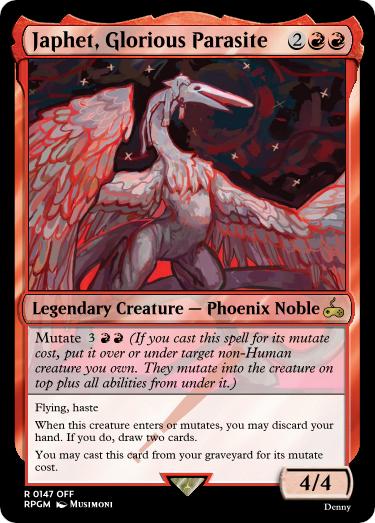 Japhet, Glorious Parasite 2
Legendary Creature — Phoenix Noble
Mutate 3 (If you cast this spell for its mutate
cost, put it over or under target non-Human
creature you own. They mutate into the creature on
top plus all abilities from under it.)
Flying, haste
When this creature enters or mutates, you may discard your
hand. If you do, draw two cards.
You may cast this card from your graveyard for its mutate
cost.
4/4
R 0147 OFF
RPGM Musimoni
Denny